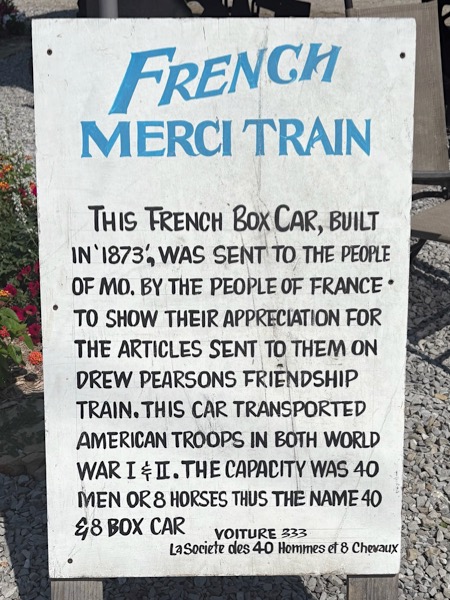 FRENCH
MERCI TRAIN
THIS FRENCH BOX CAR, BUILT
IN '1873', WAS SENT TO THE PEOPLE
OF MO. BY THE PEOPLE OF FRANCE
TO SHOW THEIR APPRECIATION FOR
THE ARTICLES SENT TO THEM ON
DREW PEARSONS FRIENDSHIP
TRAIN. THIS CAR TRANSPORTED
AMERICAN TROOPS IN BOTH WORLD
WAR I & II. THE CAPACITY WAS 40
MEN OR 8 HORSES THUS THE NAME 40
& 8 BOX CAR
VOITURE 333
La Societe des 40 Hommes et 8 Chevaux